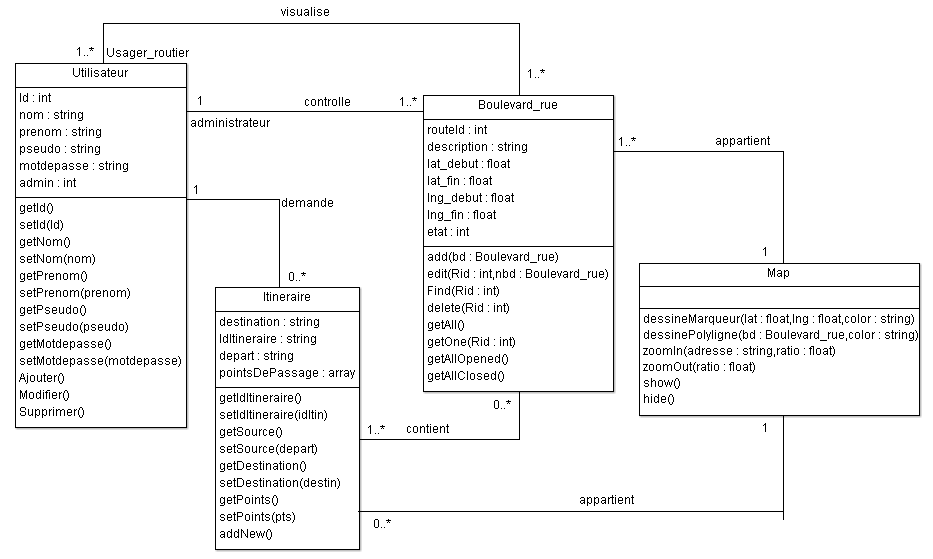 visualise
1..*
Usager_routier
1..*
Utilisateur
Id : int
nom : string
prenom : string
pseudo : string
motdepasse : string
admin : int
getId()
setId(Id)
getNom()
setNom(nom)
getPrenom()
setPrenom(prenom)
getPseudo()
setPseudo(pseudo)
getMotdepasse()
setMotdepasse(motdepasse)
Ajouter()
Modifier()
Supprimer()
1
controlle
1..*
administrateur
Boulevard_rue
routeId : int
description : string
lat_debut : float
lat_fin : float
lng_debut : float
lng_fin : float
etat : int
add(bd : Boulevard_rue)
edit(Rid : int,nbd : Boulevard_rue)
Find(Rid : int)
delete(Rid : int)
getAll()
getOne(Rid : int)
getAllOpened()
getAllClosed()
1..*
appartient
1
Map
dessineMarqueur(lat : float,lng : float,color : string)
dessinePolyligne(bd : Boulevard_rue,color : string)
zoomIn(adresse : string,ratio : float)
zoomOut(ratio : float)
show()
hide()
1
demande
0..*
Itineraire
destination : string
IdItineraire : string
depart : string
pointsDePassage : array
getIdItineraire()
setIdItineraire(idItin)
getSource()
setSource(depart)
getDestination()
setDestination(destin)
getPoints()
setPoints(pts)
addNew()
0..*
1..*
contient
1
appartient
0..*